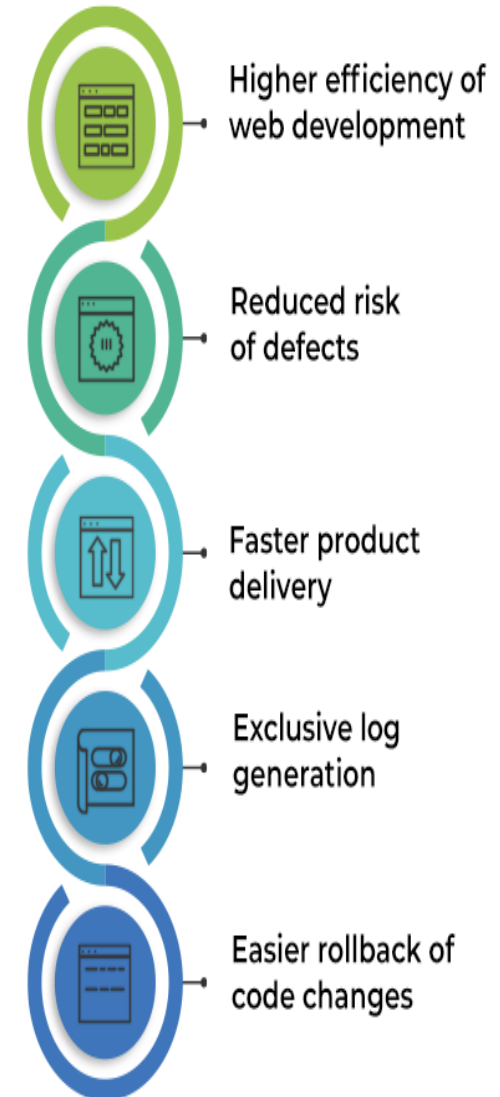 Higher efficiency of
web development
Reduced risk
of defects
Faster product
delivery
Exclusive log
generation
Easier rollback of
code changes